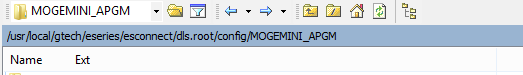 MOGEMINI_APGM
/usr/local/gtech/eseries/esconnect/dls.root/config/MOGEMINI_APGM
Name Ext